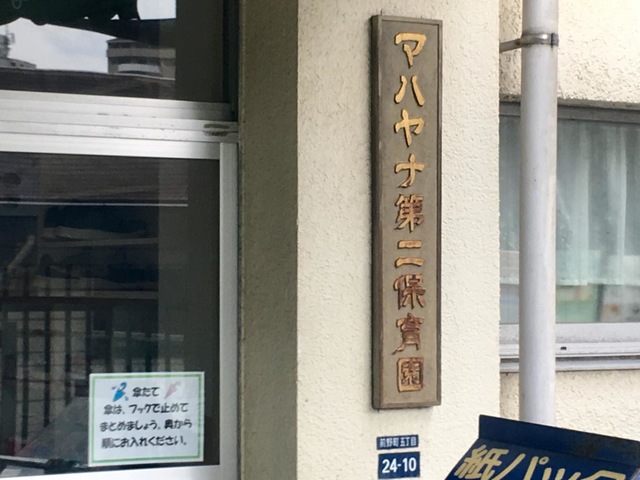 マハヤナ第二保育園
傘たて
傘は、フックで止めて
まとめましょう。奥から
順にお入れください。
前野町五丁目
24-10
紙パック